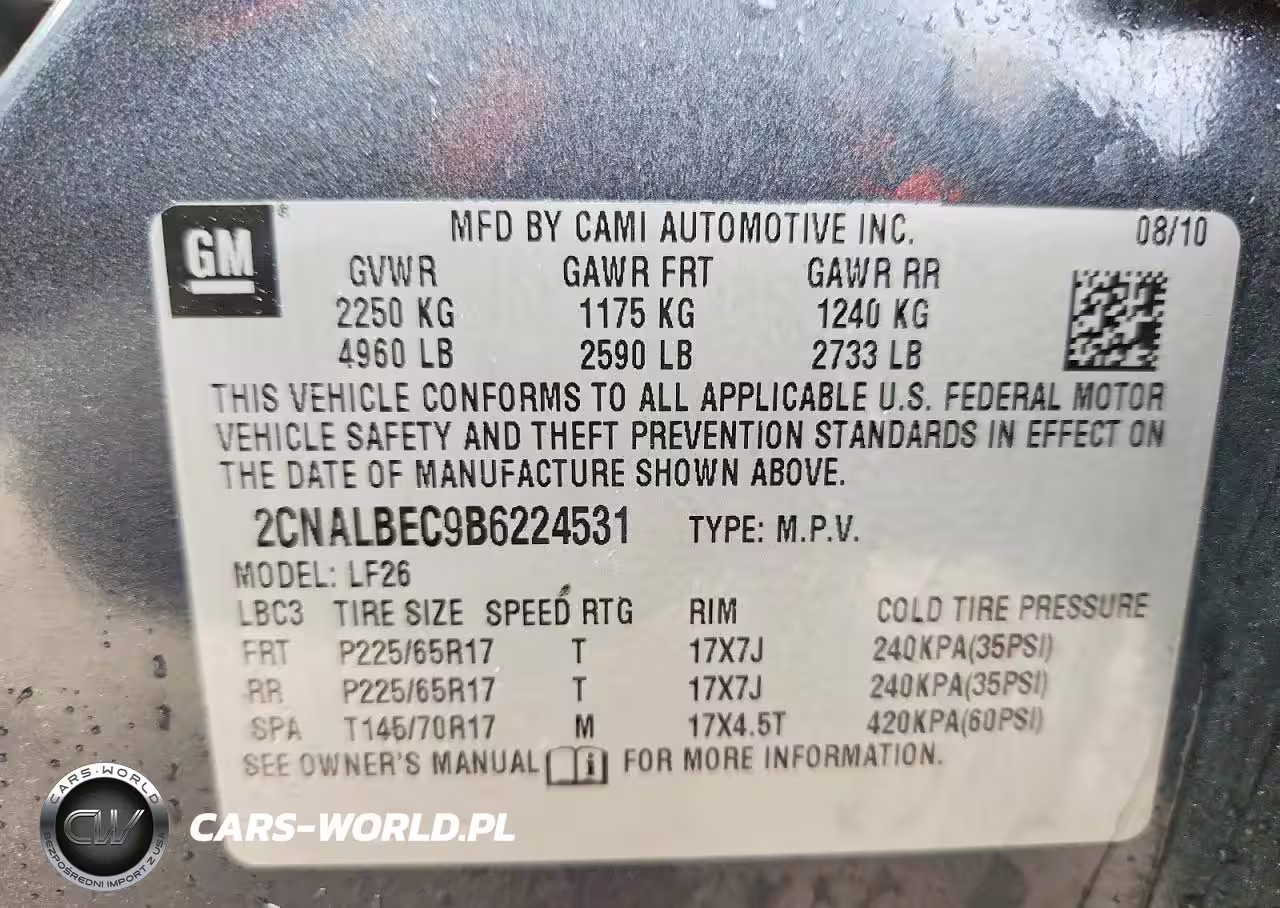 GM®
MFD BY CAMI AUTOMOTIVE INC. 08/10
GVWR GAWR FRT GAWR RR
2250 KG 1175 KG 1240 KG
4960 LB 2590 LB 2733 LB
THIS VEHICLE CONFORMS TO ALL APPLICABLE U.S. FEDERAL MOTOR
VEHICLE SAFETY AND THEFT PREVENTION STANDARDS IN EFFECT ON
THE DATE OF MANUFACTURE SHOWN ABOVE.
2CNALBEC9B6224531 TYPE: M.P.V.
MODEL: LF26
LBC3 TIRE SIZE SPEED RTG RIM COLD TIRE PRESSURE
FRT P225/65R17 T 17X7J 240KPA(35PSI)
RR P225/65R17 T 17X7J 240KPA(35PSI)
SPA T145/70R17 M 17X4.5T 420KPA(60PSI)
SEE OWNER'S MANUAL i FOR MORE INFORMATION.
CARS-WORLD
CW
BEZPOŚREDNI IMPORT Z USA
CARS-WORLD.PL